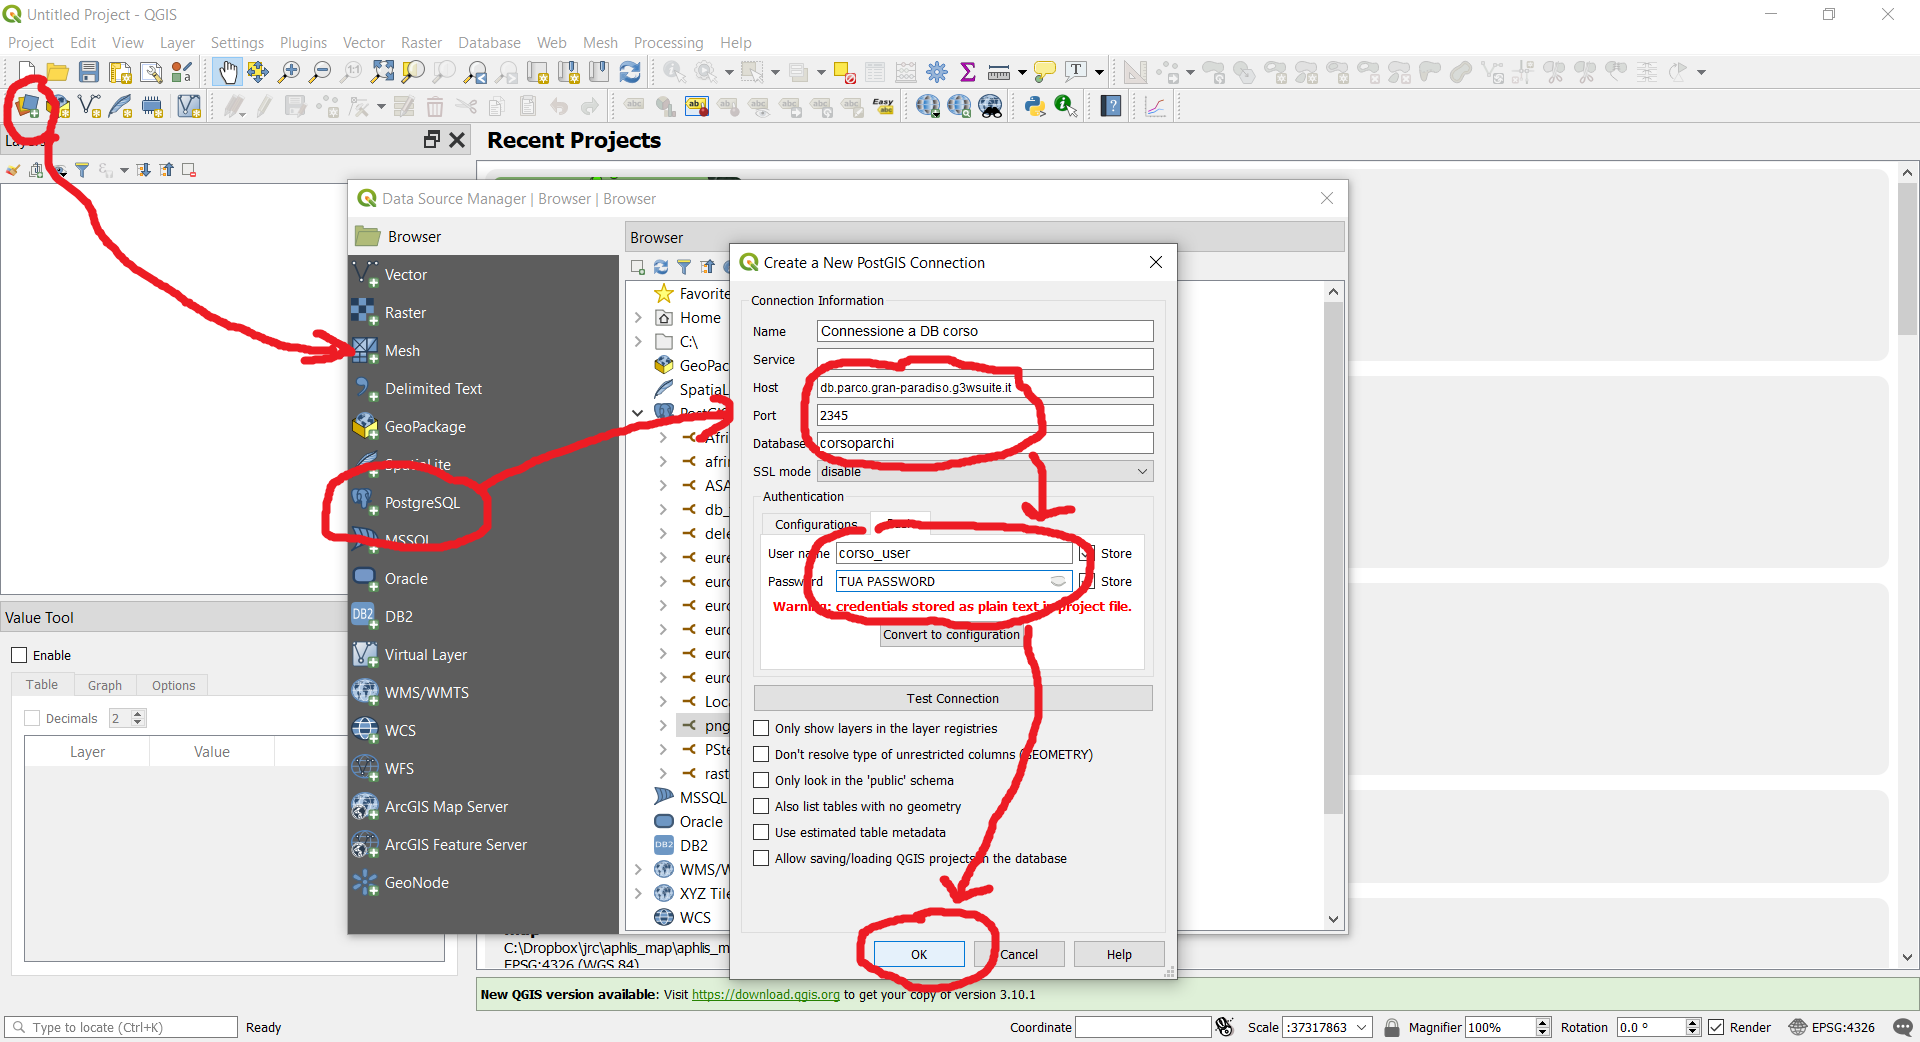 Untitled Project - QGIS
Project Edit View Layer Settings Plugins Vector Raster Database Web Mesh Processing Help
Layers
Recent Projects
Data Source Manager | Browser | Browser
Browser
Vector
Raster
Mesh
Delimited Text
GeoPackage
SpatiaLite
PostgreSQL
MSSQL
Oracle
DB2
Virtual Layer
WMS/WMTS
WCS
WFS
ArcGIS Map Server
ArcGIS Feature Server
GeoNode
Browser
Favorite
Home
C:\
GeoPac
SpatiaL
PostGIS
Afri
afrin
ASA
db_
dele
eure
euro
euro
euro
euro
euro
Loca
png
PSte
rast
MSSQL
Oracle
DB2
WMS/W
XYZ Tile
WCS
Create a New PostGIS Connection
Connection Information
Name Connessione a DB corso
Service
Host db.parco.gran-paradiso.g3wsuite.it
Port 2345
Database corsoparchi
SSL mode disable
Authentication
Configurations Basic
User name corso_user Store
Password TUA PASSWORD Store
Warning: credentials stored as plain text in project file.
Convert to configuration
Test Connection
Only show layers in the layer registries
Don't resolve type of unrestricted columns (GEOMETRY)
Only look in the 'public' schema
Also list tables with no geometry
Use estimated table metadata
Allow saving/loading QGIS projects in the database
OK Cancel Help
Value Tool
Enable
Table Graph Options
Decimals 2
Layer Value
map
C:\Dropbox\jrc\aphlis_map\aphlis_m
EPSG:4326 (WGS 84)
New QGIS version available: Visit https://download.qgis.org to get your copy of version 3.10.1
Type to locate (Ctrl+K) Ready Coordinate Scale :37317863 Magnifier 100% Rotation 0.0 ° Render EPSG:4326